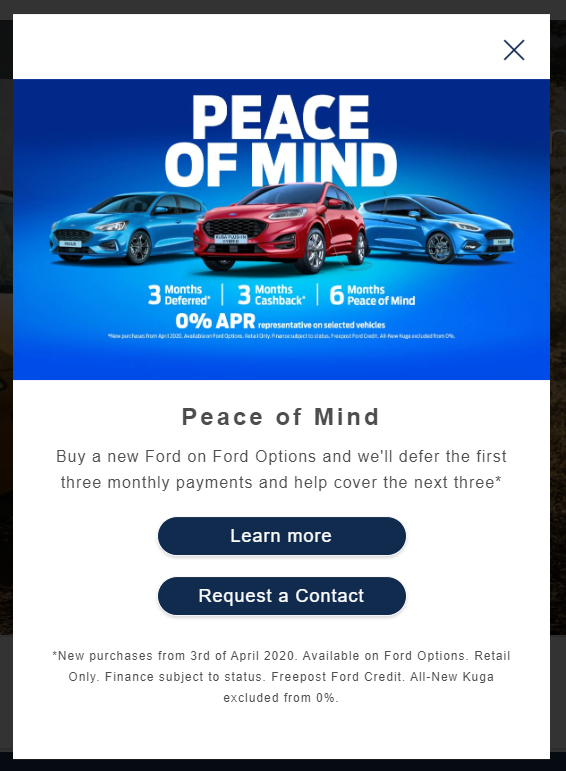 PEACE
OF MIND
FOCUS
KUGA PLUG-IN
HYBRID
3 Months Deferred* | 3 Months Cashback* | 6 Months Peace of Mind
0% APR representative on selected vehicles
*New purchases from April 2020. Available on Ford Options. Retail Only. Finance subject to status. Freepost Ford Credit. All-New Kuga excluded from 0%.
Peace of Mind
Buy a new Ford on Ford Options and we'll defer the first
three monthly payments and help cover the next three*
Learn more
Request a Contact
*New purchases from 3rd of April 2020. Available on Ford Options. Retail
Only. Finance subject to status. Freepost Ford Credit. All-New Kuga
excluded from 0%.